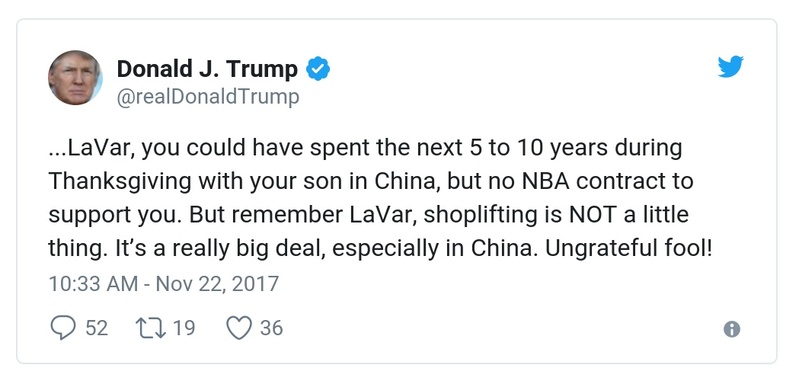 Donald J. Trump
@realDonaldTrump
...LaVar, you could have spent the next 5 to 10 years during
Thanksgiving with your son in China, but no NBA contract to
support you. But remember LaVar, shoplifting is NOT a little
thing. It’s a really big deal, especially in China. Ungrateful fool!
10:33 AM - Nov 22, 2017
52 19 36